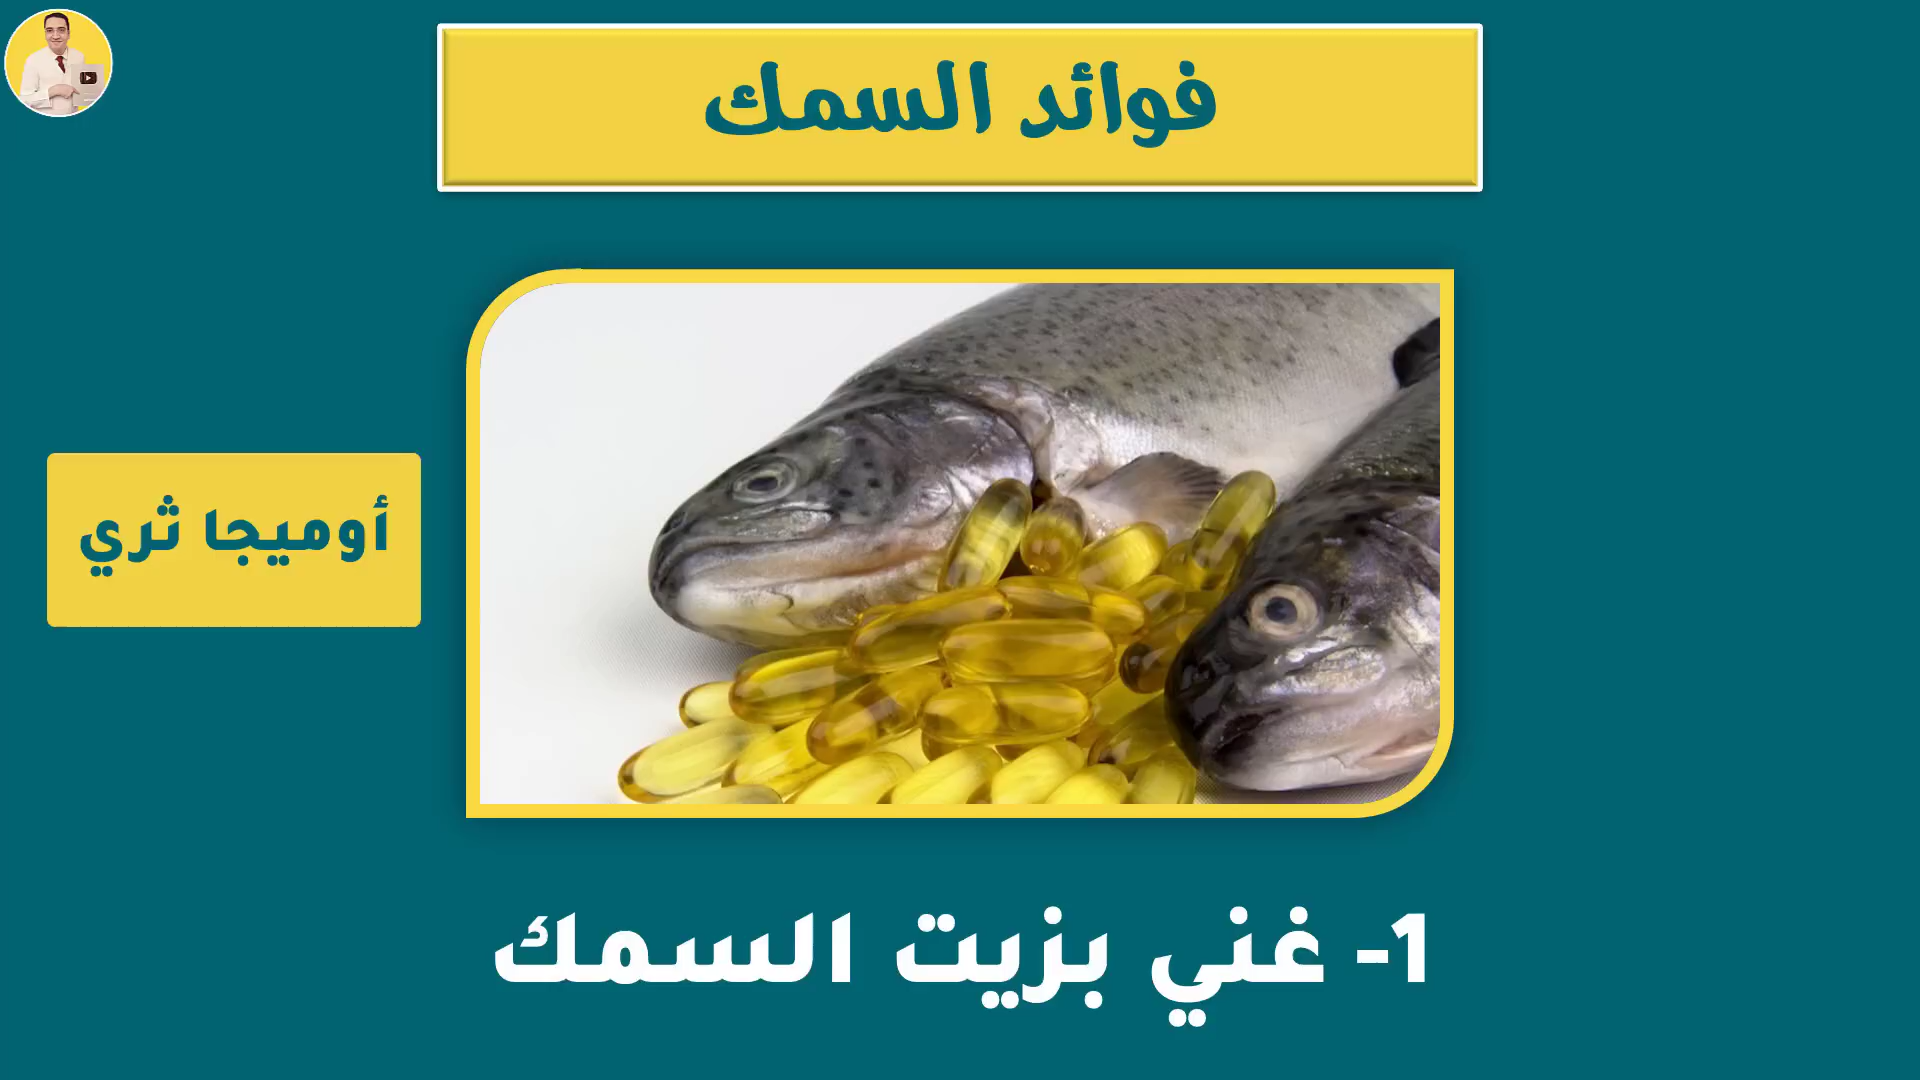 فوائد السمك
أوميجا ثري
1- غني بزيت السمك